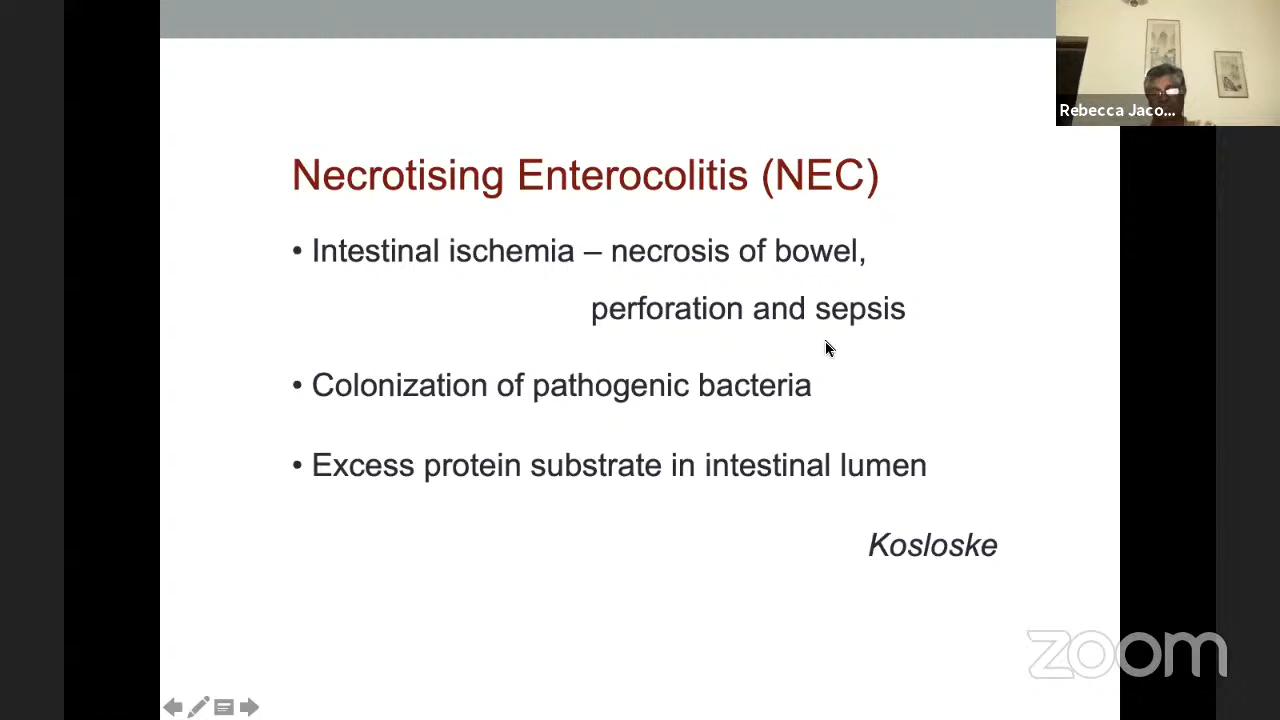 Rebecca Jaco...
Necrotising Enterocolitis (NEC)
• Intestinal ischemia – necrosis of bowel,
perforation and sepsis
• Colonization of pathogenic bacteria
• Excess protein substrate in intestinal lumen
Kosloske
zoom